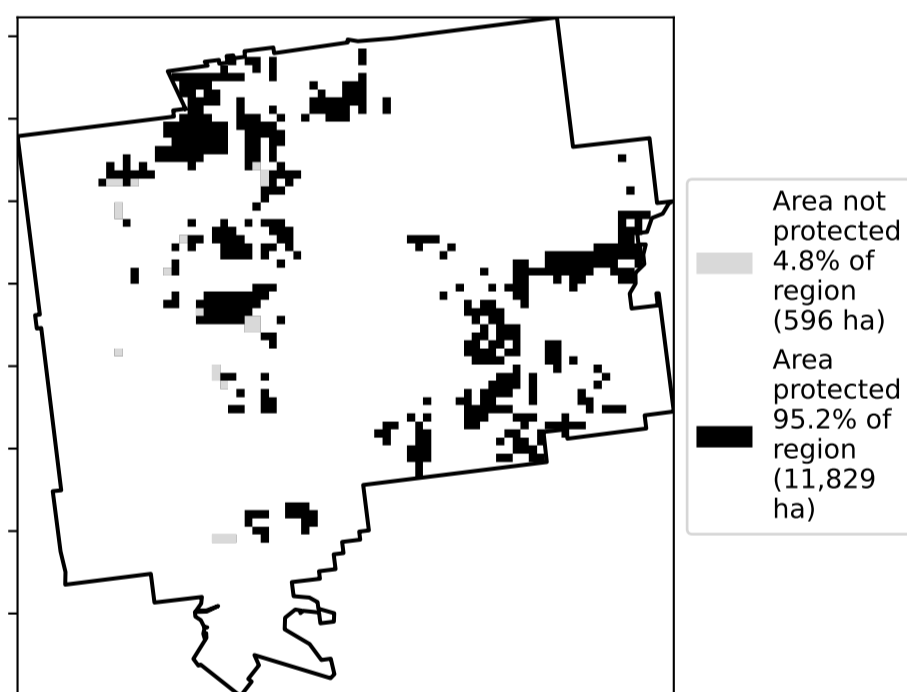 Area not
protected
4.8% of
region
(596 ha)
Area
protected
95.2% of
region
(11,829
ha)